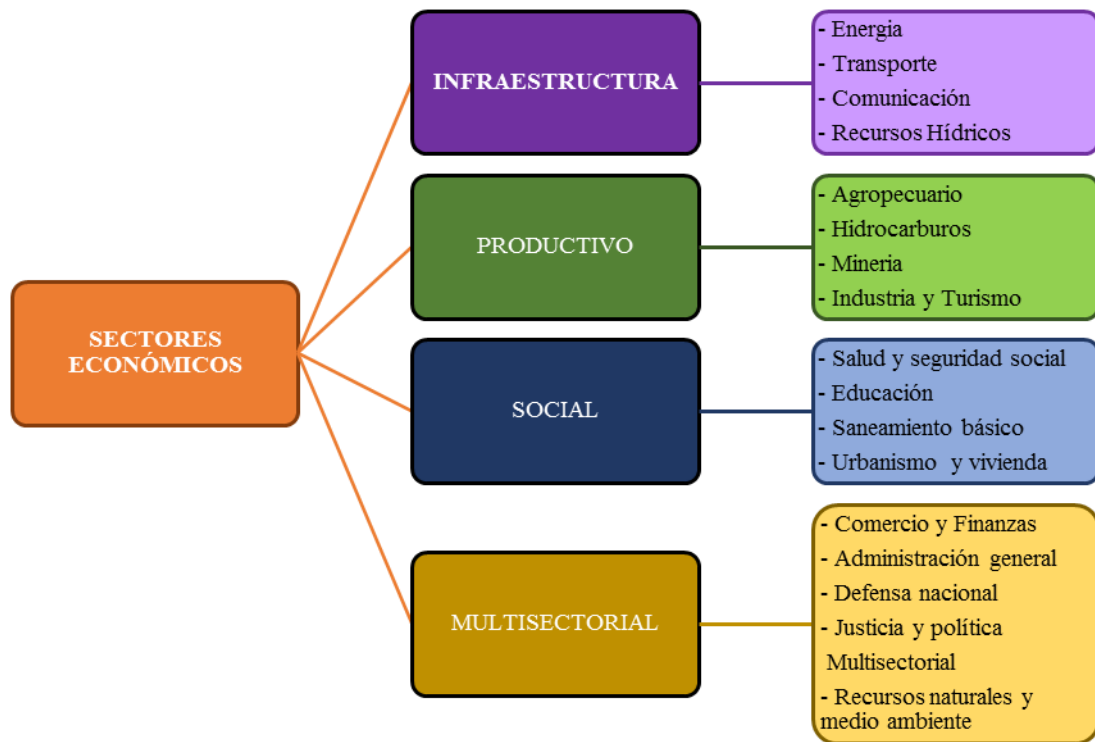 SECTORES
ECONÓMICOS
INFRAESTRUCTURA
- Energia
- Transporte
- Comunicación
- Recursos Hídricos
PRODUCTIVO
- Agropecuario
- Hidrocarburos
- Mineria
- Industria y Turismo
SOCIAL
- Salud y seguridad social
- Educación
- Saneamiento básico
- Urbanismo y vivienda
MULTISECTORIAL
- Comercio y Finanzas
- Administración general
- Defensa nacional
- Justicia y política
Multisectorial
- Recursos naturales y
medio ambiente